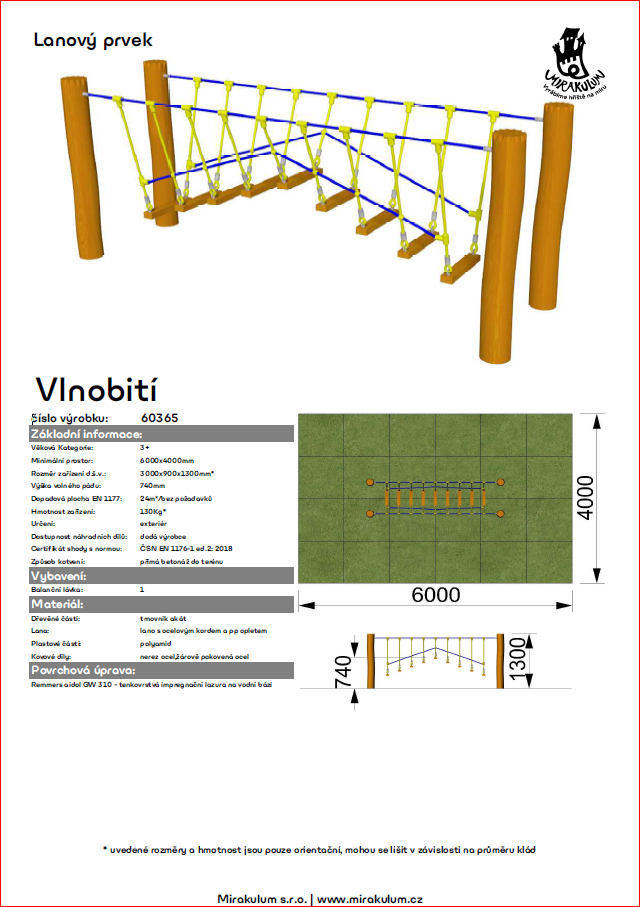 Lanový prvek
MIRAKULUM
Vyrábíme hřiště na míru
Vlnobití
Číslo výrobku: 60365
Základní informace:
Věková Kategorie: 3+
Minimální prostor: 6000x4000mm
Rozměr zařízení d.š.v.: 3000x900x1300mm*
Výška volného pádu: 740mm
Dopadová plocha EN 1177: 24m²/bez požadavků
Hmotnost zařízení: 130Kg*
Určení: exteriér
Dostupnost náhradních dílů: dodá výrobce
Certifikát shody s normou: ČSN EN 1176-1 ed.2: 2018
Způsob kotvení: přímá betonáž do terénu
Vybavení:
Balanční lávka: 1
Materiál:
Dřevěné části: trnovník akát
Lana: lano s ocelovým kordem a pp opletem
Plastové části: polyamid
Kovové díly: nerez ocel,žárově pokovená ocel
Povrchová úprava:
Remmers aidol GW 310 - tenkovrstvá impregnační lazura na vodní bázi
4000
6000
740
1300
* uvedené rozměry a hmotnost jsou pouze orientační, mohou se lišit v závislosti na průměru klád
Mirakulum s.r.o. | www.mirakulum.cz